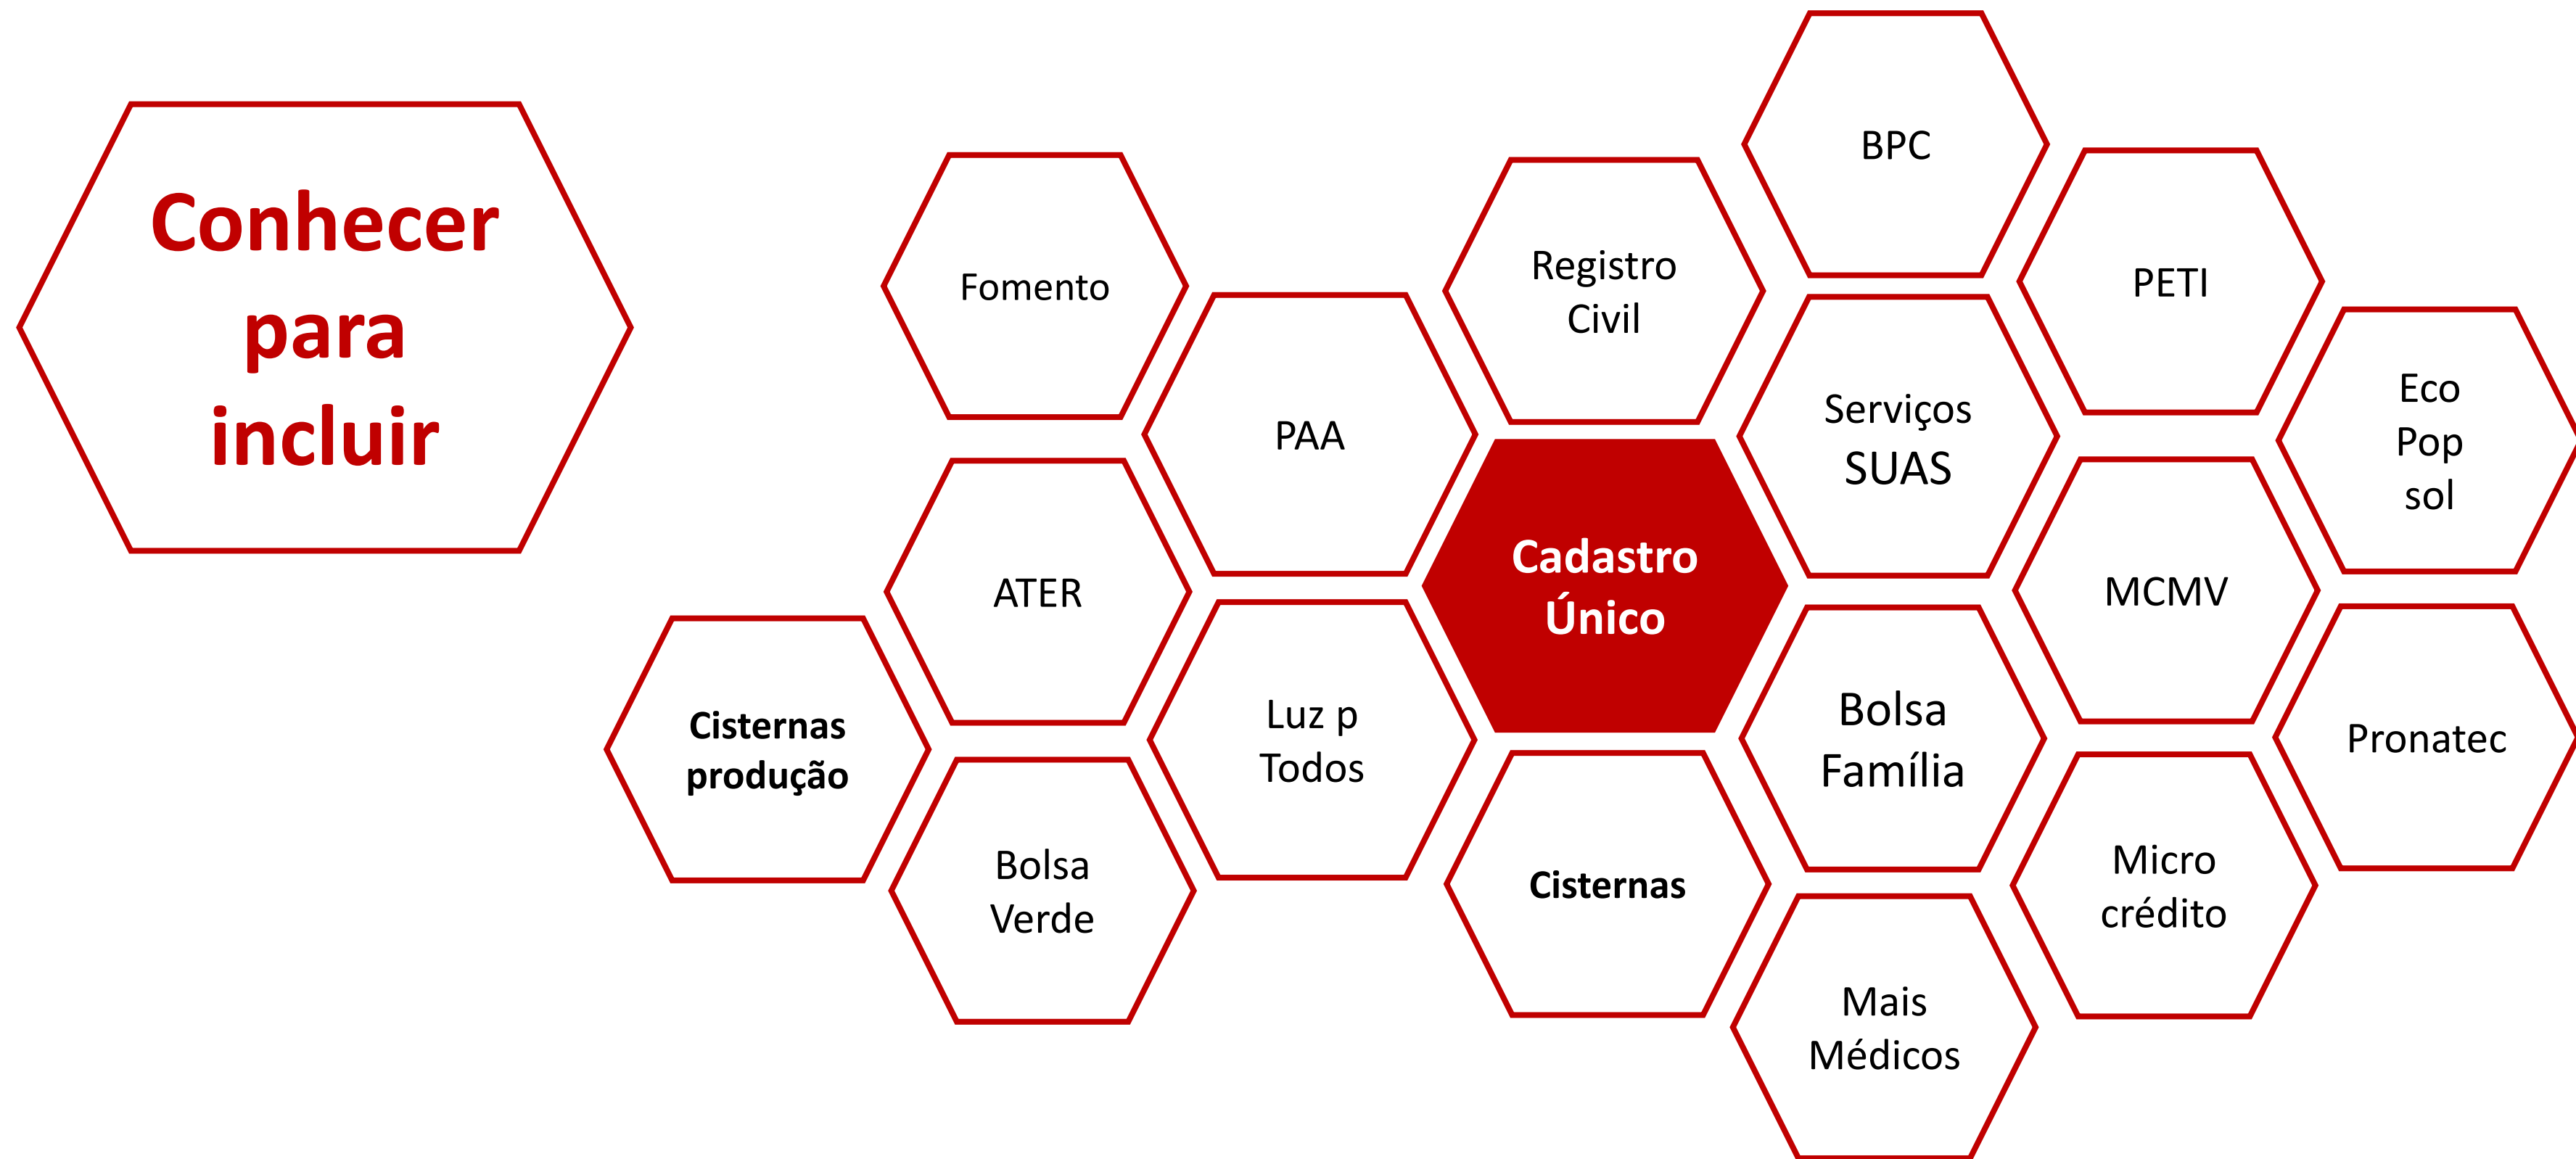 Conhecer
para
incluir
Fomento
PAA
Registro
Civil
BPC
PETI
Serviços
SUAS
Eco
Pop
sol
ATER
Cadastro
Único
MCMV
Cisternas
produção
Luz p
Todos
Bolsa
Família
Pronatec
Bolsa
Verde
Cisternas
Micro
crédito
Mais
Médicos